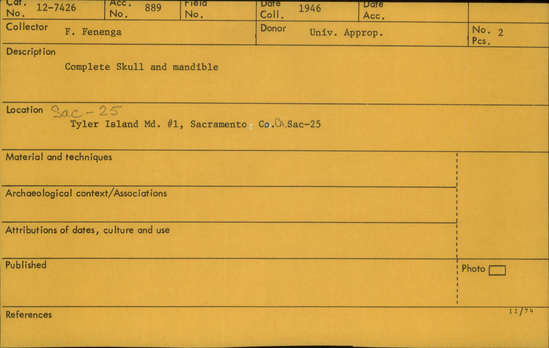 Cat. No. 12-7426 Acc. No. 889 Field No. Date Coll. 1946 Date Acc.
Collector F. Fenenga Donor Univ. Approp. No. Pcs. 2
Description
Complete Skull and mandible
Location Sac-25
Tyler Island Md. #1, Sacramento Co. Sac-25
Material and techniques
Archaeological context/Associations
Attributions of dates, culture and use
Published
Photo
References
11/74